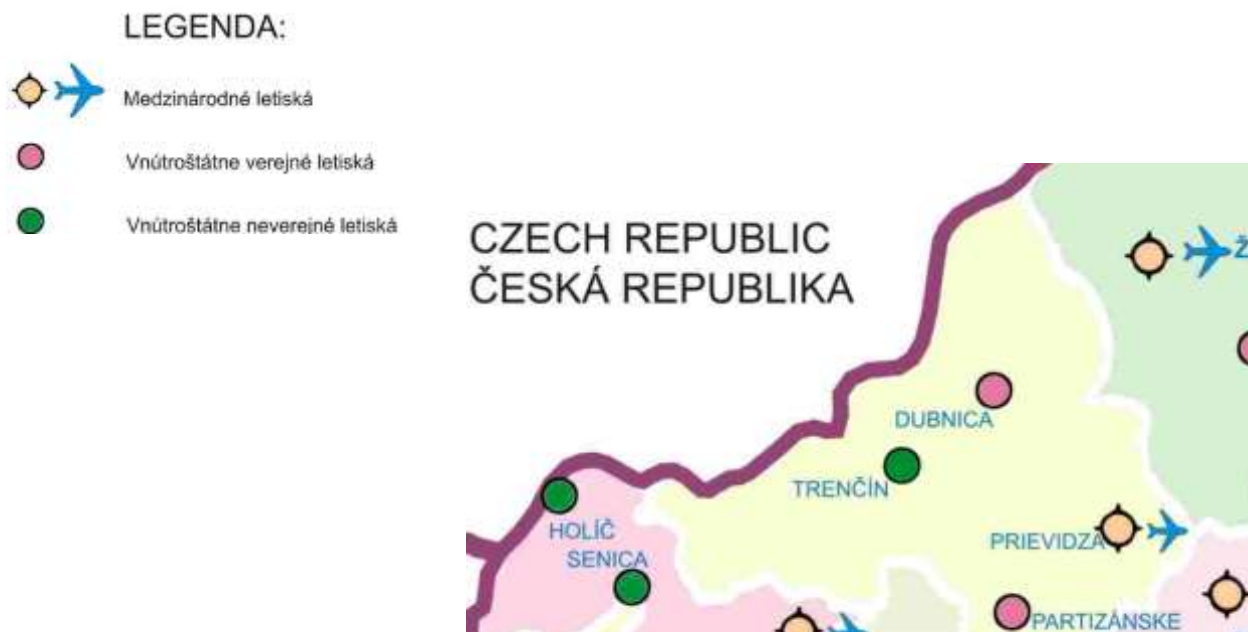 LEGENDA:
Medzinárodné letiská
Vnútroštátne verejné letiská
Vnútroštátne neverejné letiská
CZECH REPUBLIC
ČESKÁ REPUBLIKA
Ž
DUBNICA
TRENČÍN
HOLÍČ
SENICA
PRIEVIDZA
PARTIZÁNSKE